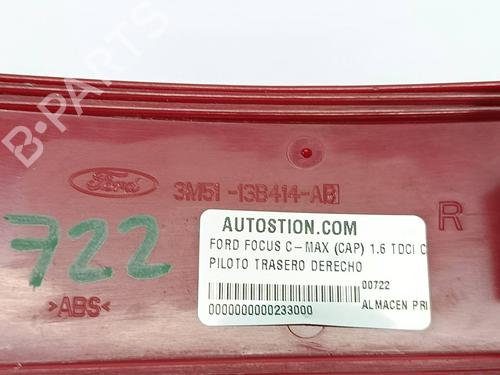 B-PARTS
Ford
3M51-13B414-AB
R
722
>ABS<
AUTOSTION.COM
FORD FOCUS C-MAX (CAP) 1.6 TDCI C
PILOTO TRASERO DERECHO
00722
0000000000233000
ALMACEN PRI